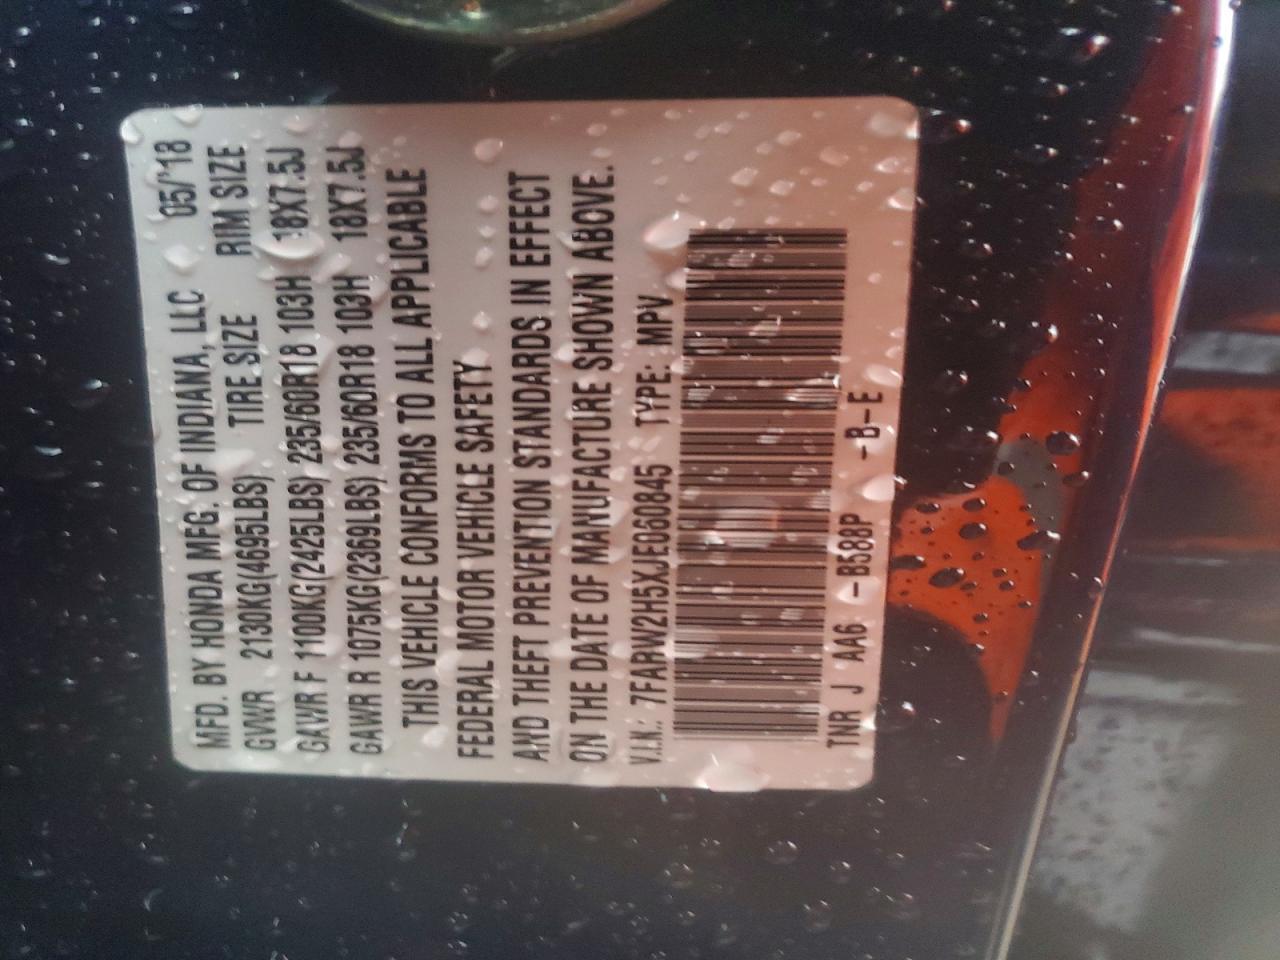 MFD. BY HONDA MFG. OF INDIANA, LLC 05/'18
GVWR 2130KG(4695LBS) TIRE SIZE RIM SIZE
GAWR F 1100KG(2425LBS) 235/60R18 103H 18X7.5J
GAWR R 1075KG(2369LBS) 235/60R18 103H 18X7.5J
THIS VEHICLE CONFORMS TO ALL APPLICABLE
FEDERAL MOTOR VEHICLE SAFETY
AND THEFT PREVENTION STANDARDS IN EFFECT
ON THE DATE OF MANUFACTURE SHOWN ABOVE.
V.I.N.: 7FARW2H5XJE060845 TYPE: MPV
TNR J AA6 -B588P -B-E